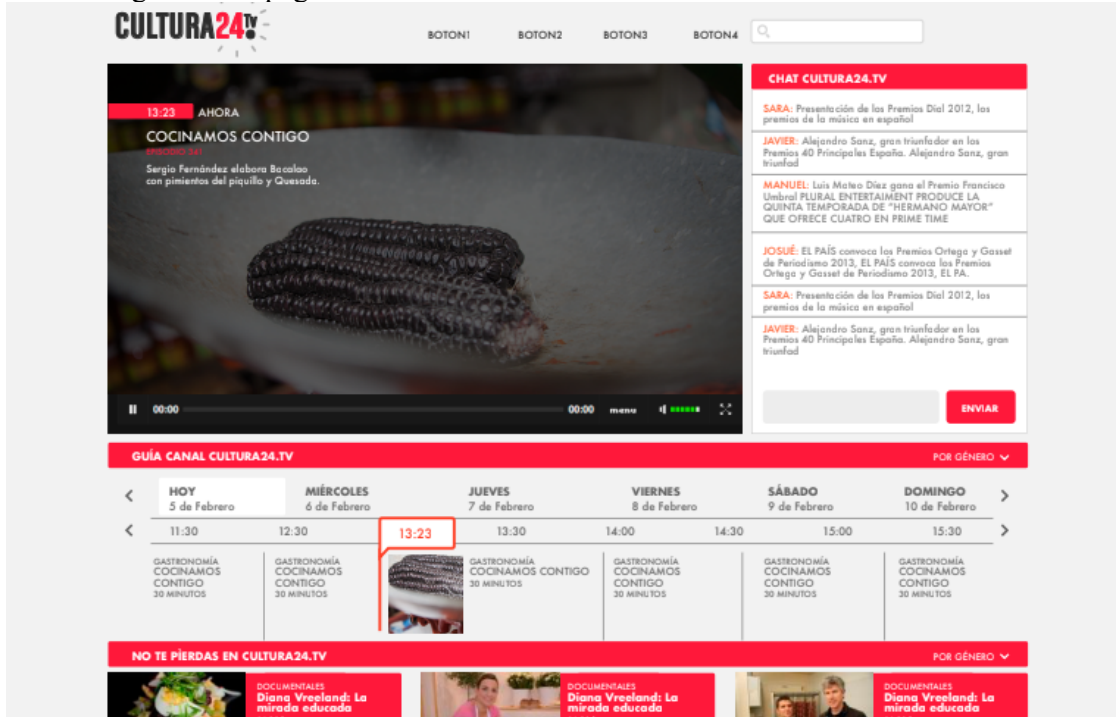 CULTURA24.TV
BOTON1 BOTON2 BOTON3 BOTON4
13:23 AHORA
COCINAMOS CONTIGO
EPISODIO 341
Sergio Fernández elabora Bacalao
con pimientos del piquillo y Quesada.
00:00 00:00 menu
CHAT CULTURA24.TV
SARA: Presentación de los Premios Dial 2012, los
premios de la música en español
JAVIER: Alejandro Sanz, gran triunfador en los
Premios 40 Principales España. Alejandro Sanz, gran
triunfad
MANUEL: Luis Mateo Díez gana el Premio Francisco
Umbral PLURAL ENTERTAIMENT PRODUCE LA
QUINTA TEMPORADA DE "HERMANO MAYOR"
QUE OFRECE CUATRO EN PRIME TIME
JOSUÉ: EL PAÍS convoca los Premios Ortega y Gasset
de Periodismo 2013, EL PAÍS convoca los Premios
Ortega y Gasset de Periodismo 2013, EL PA.
SARA: Presentación de los Premios Dial 2012, los
premios de la música en español
JAVIER: Alejandro Sanz, gran triunfador en los
Premios 40 Principales España. Alejandro Sanz, gran
triunfad
ENVIAR
GUÍA CANAL CULTURA24.TV POR GÉNERO
HOY MIÉRCOLES JUEVES VIERNES SÁBADO DOMINGO
5 de Febrero 6 de Febrero 7 de Febrero 8 de Febrero 9 de Febrero 10 de Febrero
11:30 12:30 13:23 13:30 14:00 14:30 15:00 15:30
GASTRONOMÍA
COCINAMOS
CONTIGO
30 MINUTOS
GASTRONOMÍA
COCINAMOS
CONTIGO
30 MINUTOS
GASTRONOMÍA
COCINAMOS CONTIGO
30 MINUTOS
GASTRONOMÍA
COCINAMOS
CONTIGO
30 MINUTOS
GASTRONOMÍA
COCINAMOS
CONTIGO
30 MINUTOS
GASTRONOMÍA
COCINAMOS
CONTIGO
30 MINUTOS
NO TE PÌERDAS EN CULTURA24.TV POR GÉNERO
DOCUMENTALES
Diana Vreeland: La
mirada educada
DOCUMENTALES
Diana Vreeland: La
mirada educada
DOCUMENTALES
Diana Vreeland: La
mirada educada